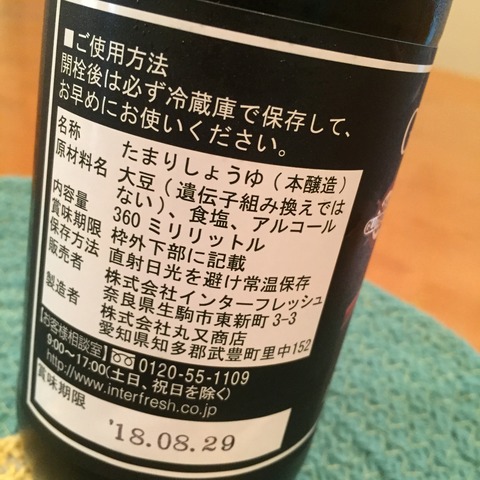 ■ご使用方法
開栓後は必ず冷蔵庫で保存して、
お早めにお使いください。
名称 たまりしょうゆ（本醸造）
原材料名 大豆（遺伝子組み換えでは
ない）、食塩、アルコール
内容量 360 ミリリットル
賞味期限 枠外下部に記載
保存方法 直射日光を避け常温保存
販売者 株式会社インターフレッシュ
奈良県生駒市東新町3-3
製造者 株式会社丸又商店
愛知県知多郡武豊町里中152
【お客様相談室】 0120-55-1109
9:00〜17:00(土日、祝日を除く)
http://www.interfresh.co.jp
賞味期限 '18.08.29